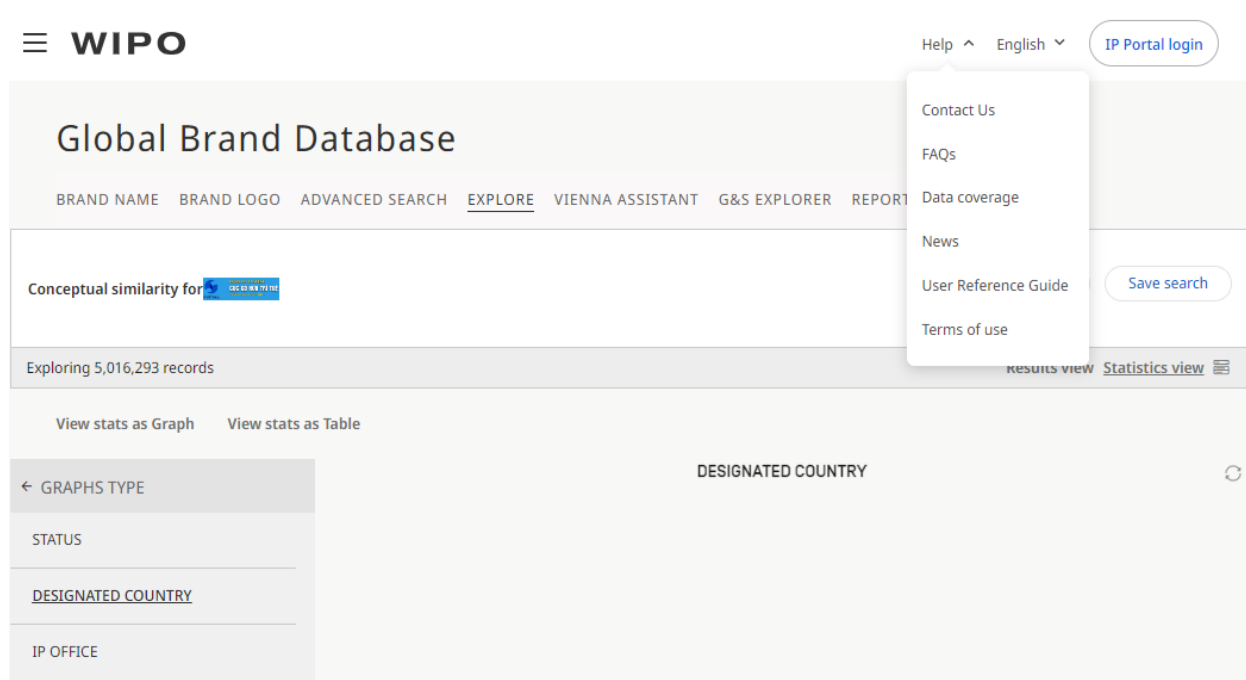 WIPO
Help
English
IP Portal login
Contact Us
FAQs
Data coverage
News
User Reference Guide
Terms of use
Global Brand Database
BRAND NAME BRAND LOGO ADVANCED SEARCH EXPLORE VIENNA ASSISTANT G&S EXPLORER REPORT
Conceptual similarity for
Save search
Exploring 5,016,293 records
Results view Statistics view
View stats as Graph View stats as Table
GRAPHS TYPE
STATUS
DESIGNATED COUNTRY
IP OFFICE
DESIGNATED COUNTRY